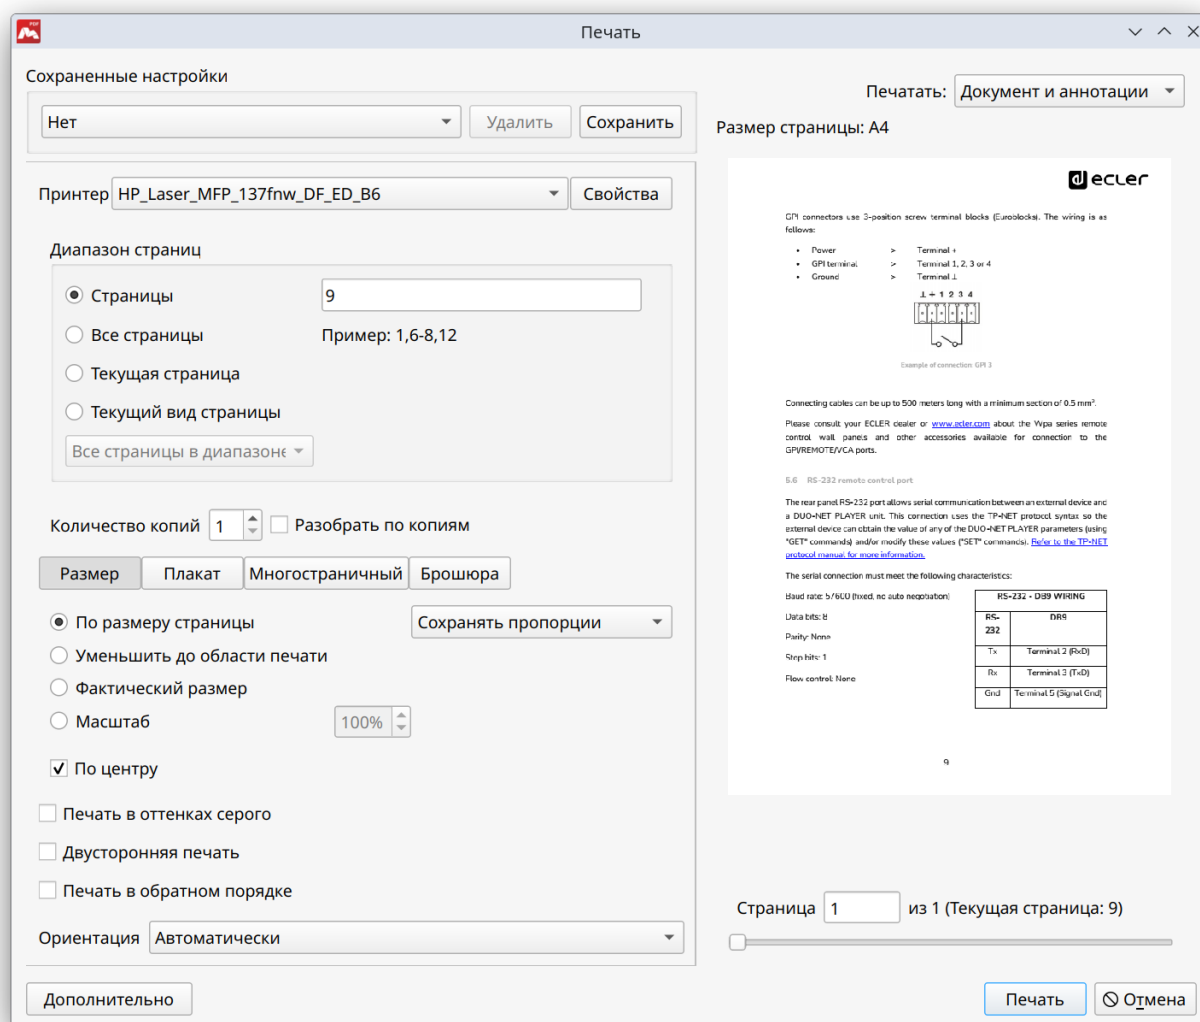 Печать
Сохраненные настройки
Нет
Удалить
Сохранить
Принтер HP_Laser_MFP_137fnw_DF_ED_B6 Свойства
Диапазон страниц
Страницы 9
Все страницы Пример: 1,6-8,12
Текущая страница
Текущий вид страницы
Все страницы в диапазоне
Количество копий 1 Разобрать по копиям
Размер Плакат Многостраничный Брошюра
По размеру страницы Сохранять пропорции
Уменьшить до области печати
Фактический размер
Масштаб 100%
По центру
Печать в оттенках серого
Двусторонняя печать
Печать в обратном порядке
Ориентация Автоматически
Дополнительно
Печатать: Документ и аннотации
Размер страницы: A4
ecler
GPI connectors use 3-position screw terminal blocks (Euroblocks). The wiring is as
follows:
• Power > Terminal +
• GPI terminal > Terminal 1, 2, 3 or 4
• Ground > Terminal ⊥
⊥ + 1 2 3 4
Example of connection: GPI 3
Connecting cables can be up to 500 meters long with a minimum section of 0.5 mm².
Please consult your ECLER dealer or www.ecler.com about the Wpa series remote
control wall panels and other accessories available for connection to the
GPI/REMOTE/VCA ports.
5.6 RS-232 remote control port
The rear panel RS-232 port allows serial communication between an external device and
a DUO-NET PLAYER unit. This connection uses the TP-NET protocol syntax so the
external device can obtain the value of any of the DUO-NET PLAYER parameters (using
"GET" commands) and/or modify these values ("SET" commands). Refer to the TP-NET
protocol manual for more information.
The serial connection must meet the following characteristics:
Baud rate: 57600 (fixed, no auto negotiation)
Data bits: 8
Parity: None
Stop bits: 1
Flow control: None
RS-232 - DB9 WIRING
RS-232 DB9
Tx Terminal 2 (RxD)
Rx Terminal 3 (TxD)
Gnd Terminal 5 (Signal Gnd)
9
Страница 1 из 1 (Текущая страница: 9)
Печать
Отмена